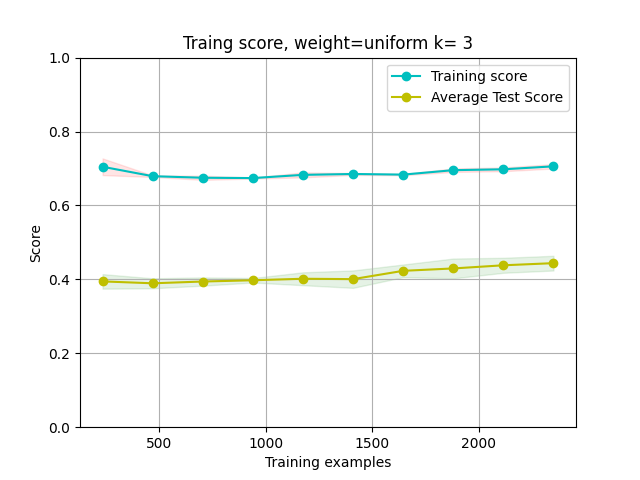 Traing score, weight=uniform k= 3
Training score
Average Test Score
1.0
0.8
0.6
0.4
0.2
0.0
Score
500
1000
1500
2000
Training examples